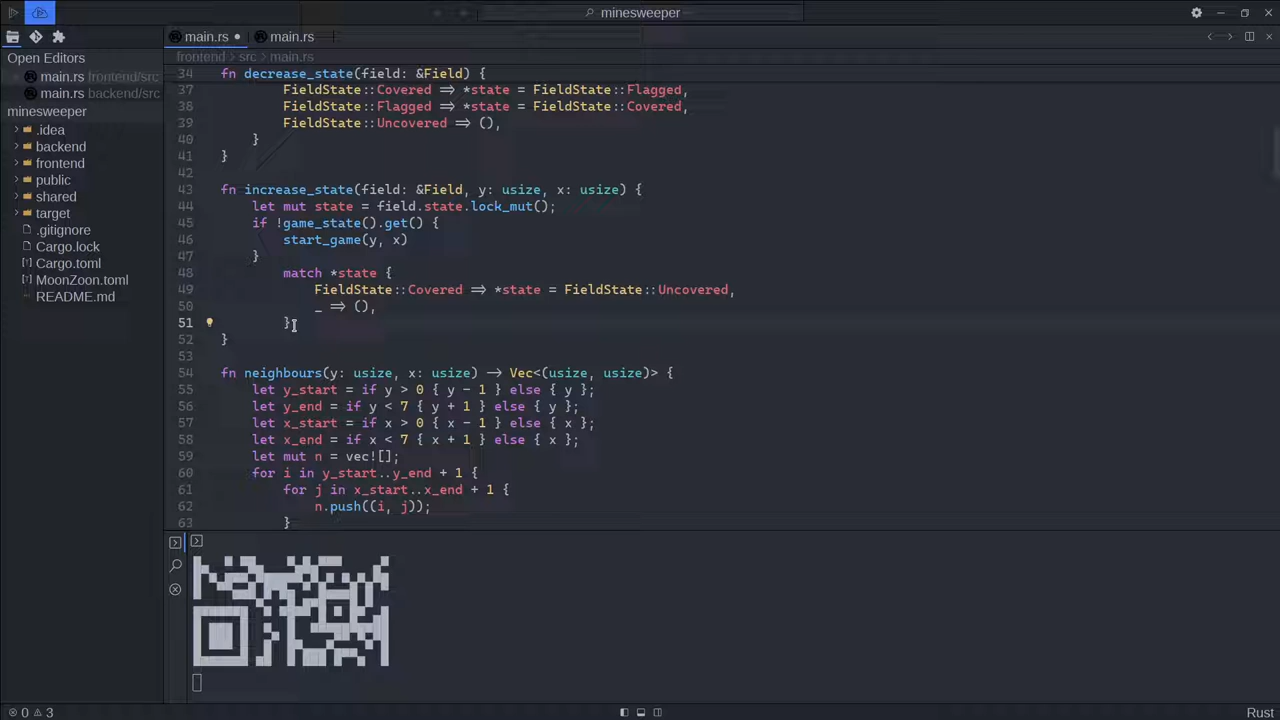 minesweeper
main.rs
main.rs
Open Editors
frontend
src
main.rs
main.rs frontend/src
main.rs backend/src
minesweeper
.idea
backend
frontend
public
shared
target
.gitignore
Cargo.lock
Cargo.toml
MoonZoon.toml
README.md
34 fn decrease_state(field: &Field) {
37 FieldState::Covered => *state = FieldState::Flagged,
38 FieldState::Flagged => *state = FieldState::Covered,
39 FieldState::Uncovered => (),
40 }
41 }
42
43 fn increase_state(field: &Field, y: usize, x: usize) {
44 let mut state = field.state.lock_mut();
45 if !game_state().get() {
46 start_game(y, x)
47 }
48 match *state {
49 FieldState::Covered => *state = FieldState::Uncovered,
50 _ => (),
51 }
52 }
53
54 fn neighbours(y: usize, x: usize) -> Vec<(usize, usize)> {
55 let y_start = if y > 0 { y - 1 } else { y };
56 let y_end = if y < 7 { y + 1 } else { y };
57 let x_start = if x > 0 { x - 1 } else { x };
58 let x_end = if x < 7 { x + 1 } else { x };
59 let mut n = vec![];
60 for i in y_start..y_end + 1 {
61 for j in x_start..x_end + 1 {
62 n.push((i, j));
63 }
0 3
Rust